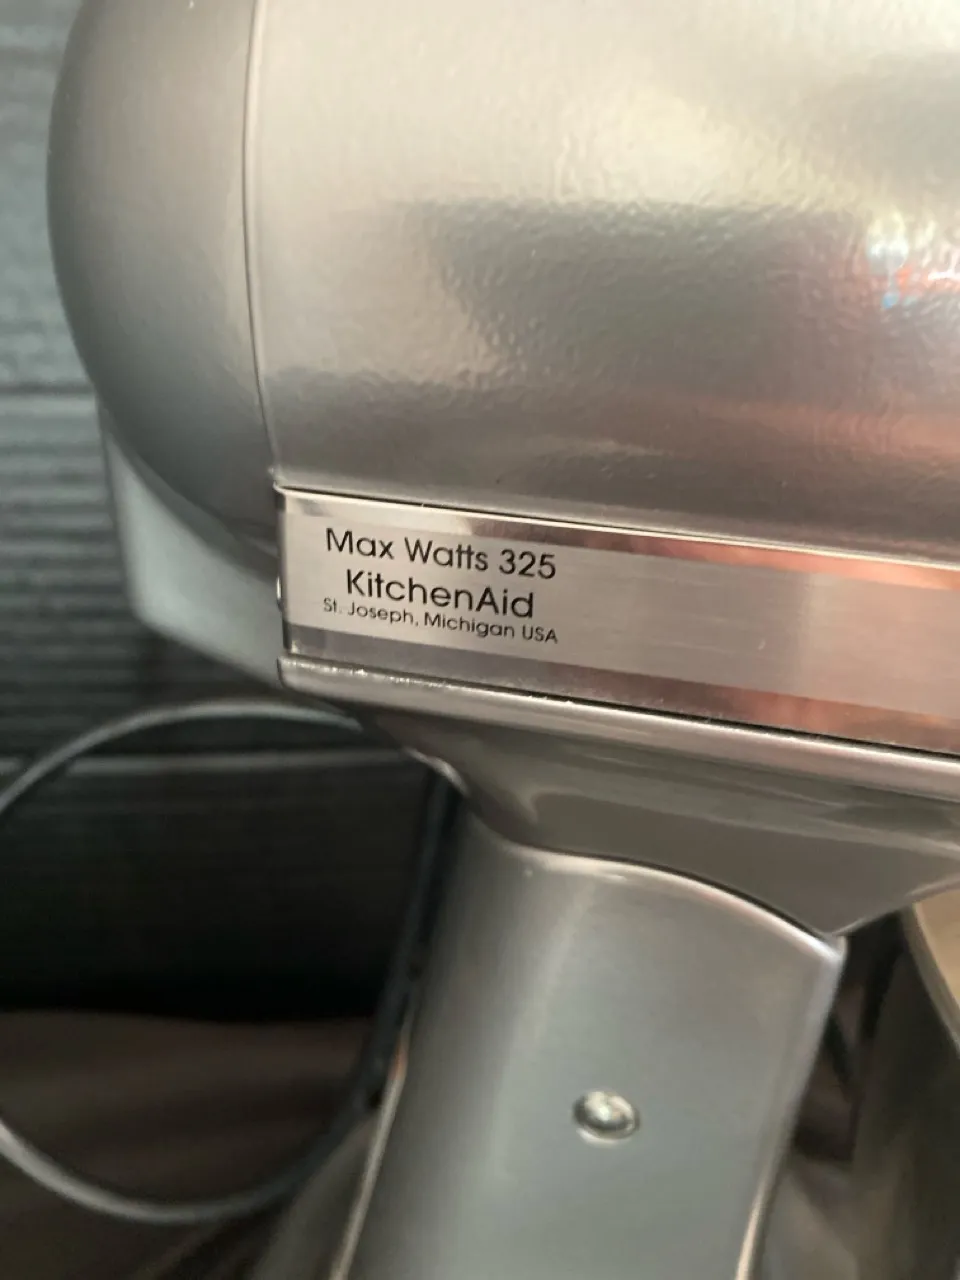 Max Watts 325
KitchenAid
St. Joseph, Michigan USA